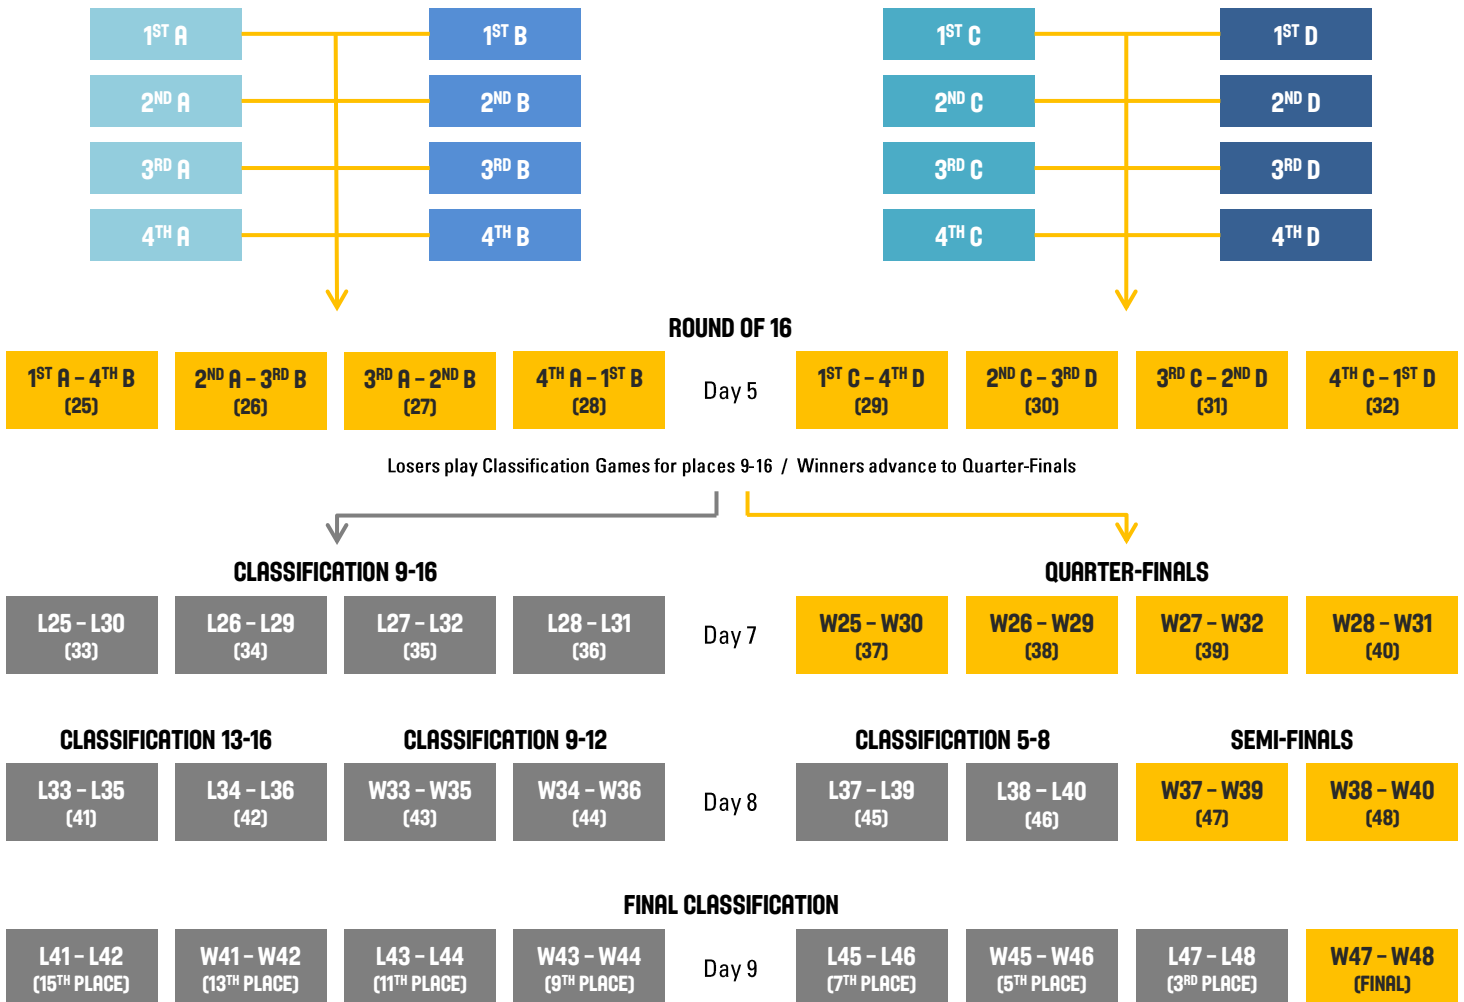 1ST A
1ST B
1ST C
1ST D
2ND A
2ND B
2ND C
2ND D
3RD A
3RD B
3RD C
3RD D
4TH A
4TH B
4TH C
4TH D
ROUND OF 16
1ST A – 4TH B
(25)
2ND A – 3RD B
(26)
3RD A – 2ND B
(27)
4TH A – 1ST B
(28)
Day 5
1ST C – 4TH D
(29)
2ND C – 3RD D
(30)
3RD C – 2ND D
(31)
4TH C – 1ST D
(32)
Losers play Classification Games for places 9-16 / Winners advance to Quarter-Finals
CLASSIFICATION 9-16
QUARTER-FINALS
L25 – L30
(33)
L26 – L29
(34)
L27 – L32
(35)
L28 – L31
(36)
Day 7
W25 – W30
(37)
W26 – W29
(38)
W27 – W32
(39)
W28 – W31
(40)
CLASSIFICATION 13-16
CLASSIFICATION 9-12
CLASSIFICATION 5-8
SEMI-FINALS
L33 – L35
(41)
L34 – L36
(42)
W33 – W35
(43)
W34 – W36
(44)
Day 8
L37 – L39
(45)
L38 – L40
(46)
W37 – W39
(47)
W38 – W40
(48)
FINAL CLASSIFICATION
L41 – L42
(15TH PLACE)
W41 – W42
(13TH PLACE)
L43 – L44
(11TH PLACE)
W43 – W44
(9TH PLACE)
Day 9
L45 – L46
(7TH PLACE)
W45 – W46
(5TH PLACE)
L47 – L48
(3RD PLACE)
W47 – W48
(FINAL)